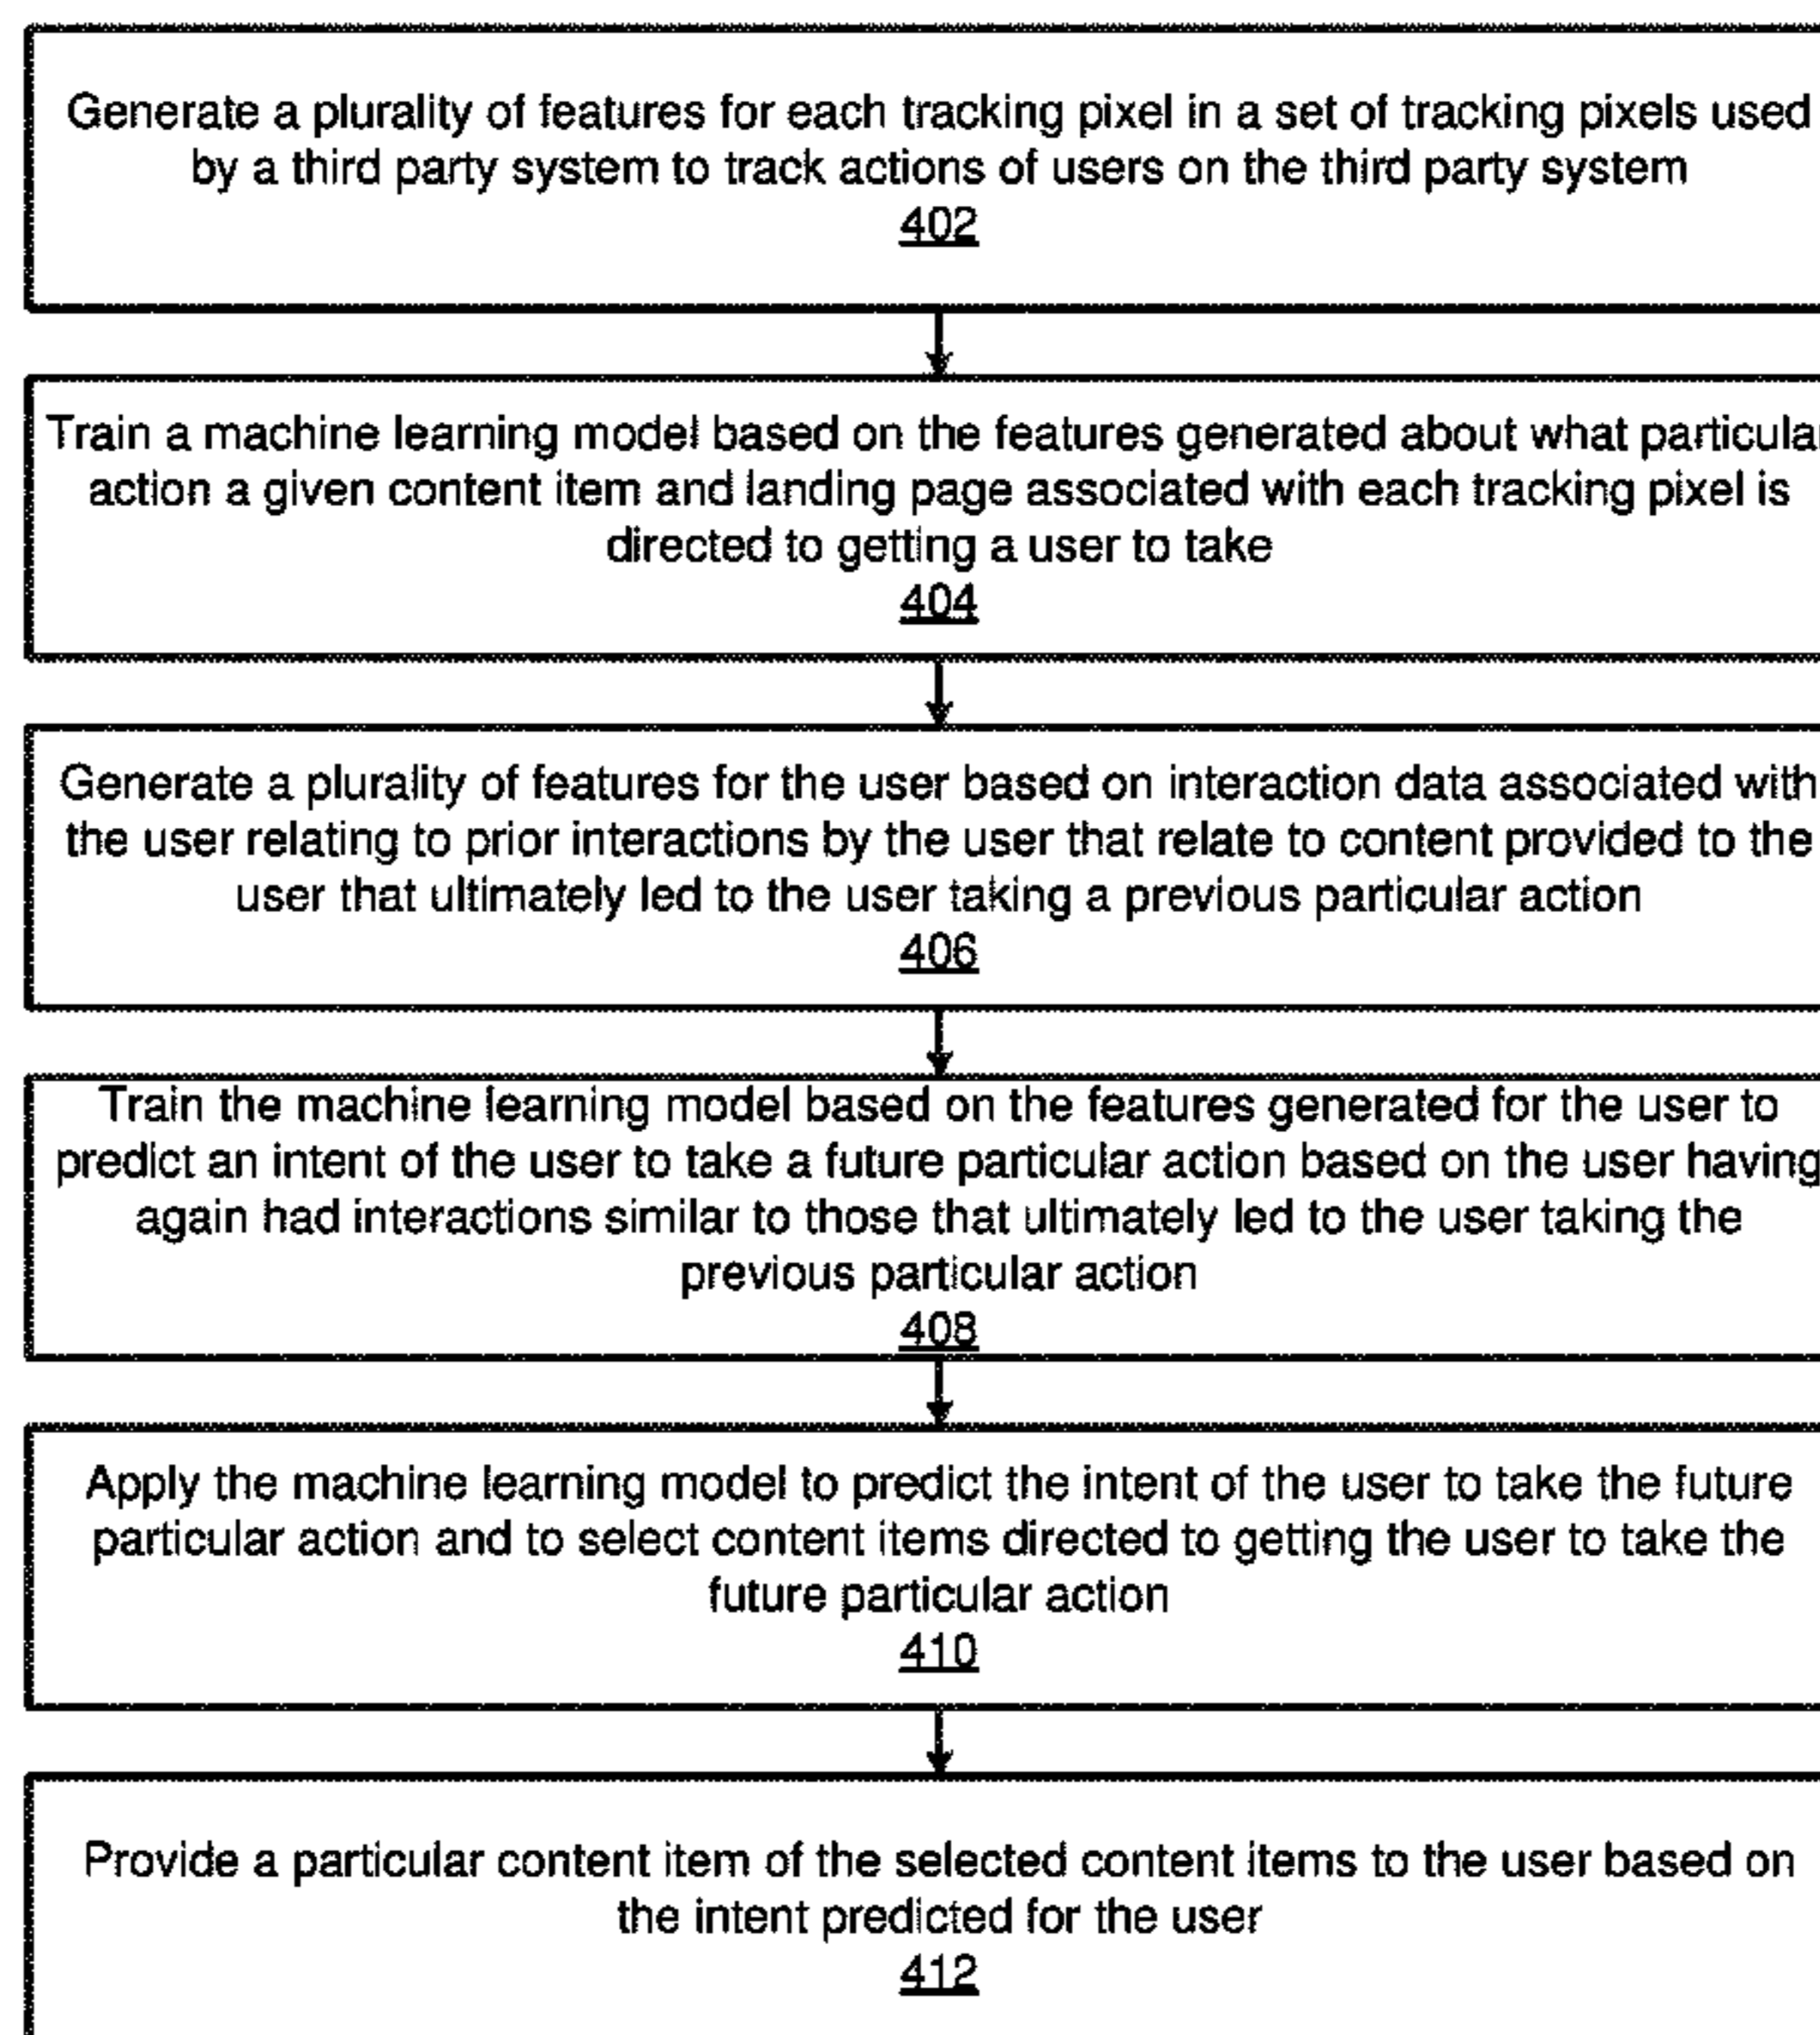 Generate a plurality of features for each tracking pixel in a set of tracking pixels used
by a third party system to track actions of users on the third party system
402
Train a machine learning model based on the features generated about what particular
action a given content item and landing page associated with each tracking pixel is
directed to getting a user to take
404
Generate a plurality of features for the user based on interaction data associated with
the user relating to prior interactions by the user that relate to content provided to the
user that ultimately led to the user taking a previous particular action
406
Train the machine learning model based on the features generated for the user to
predict an intent of the user to take a future particular action based on the user having
again had interactions similar to those that ultimately led to the user taking the
previous particular action
408
Apply the machine learning model to predict the intent of the user to take the future
particular action and to select content items directed to getting the user to take the
future particular action
410
Provide a particular content item of the selected content items to the user based on
the intent predicted for the user
412